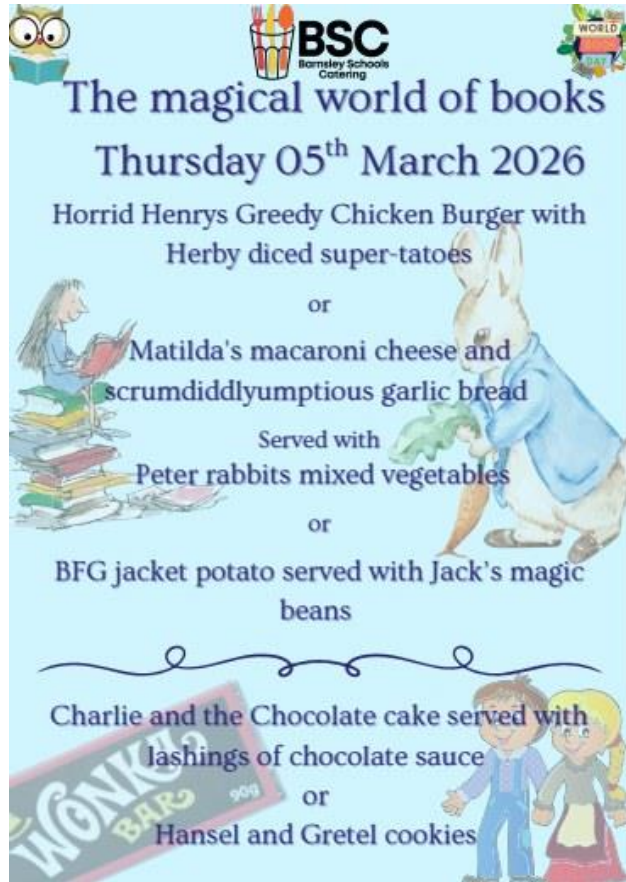 BSC
Barnsley Schools
Catering
WORLD
DAY
The magical world of books
Thursday 05th March 2026
Horrid Henrys Greedy Chicken Burger with
Herby diced super-tatoes
or
Matilda's macaroni cheese and
scrumdiddlyumptious garlic bread
Served with
Peter rabbits mixed vegetables
or
BFG jacket potato served with Jack's magic
beans
Charlie and the Chocolate cake served with
lashings of chocolate sauce
or
Hansel and Gretel cookies
WONKA
BAR
90g